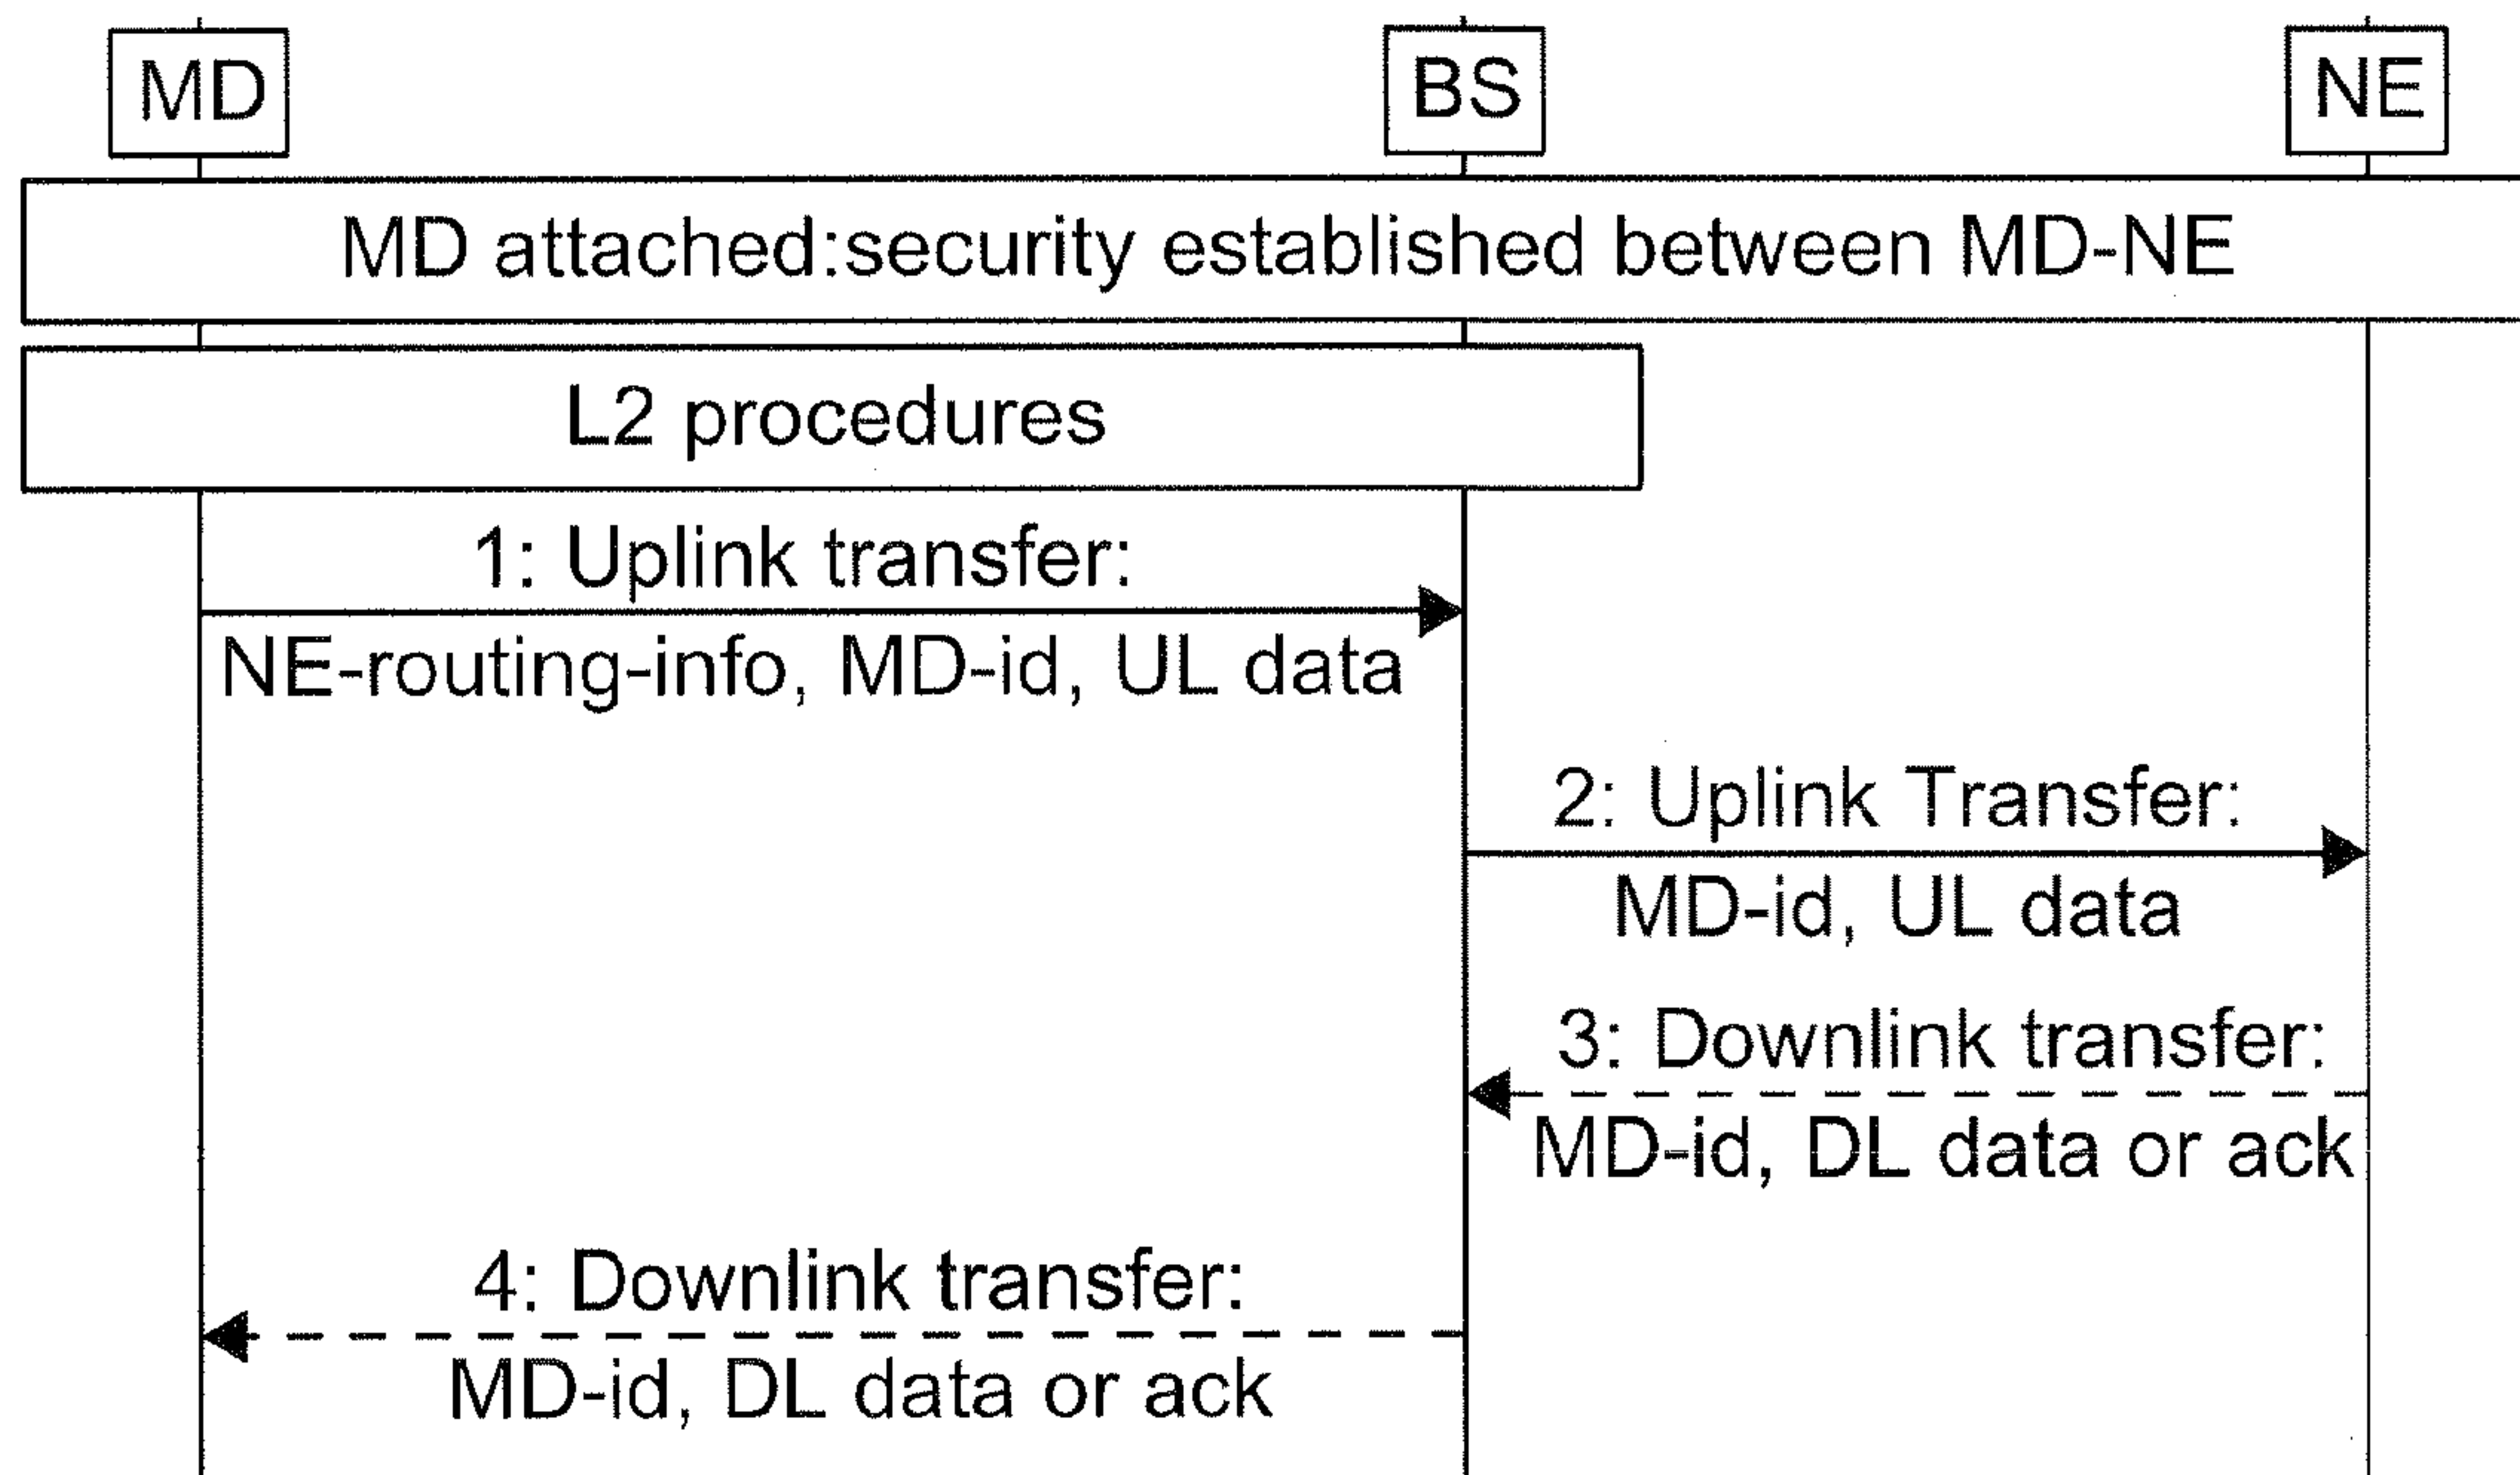 MD
BS
NE
MD attached:security established between MD-NE
L2 procedures
1: Uplink transfer:
NE-routing-info, MD-id, UL data
2: Uplink Transfer:
MD-id, UL data
3: Downlink transfer:
MD-id, DL data or ack
4: Downlink transfer:
MD-id, DL data or ack